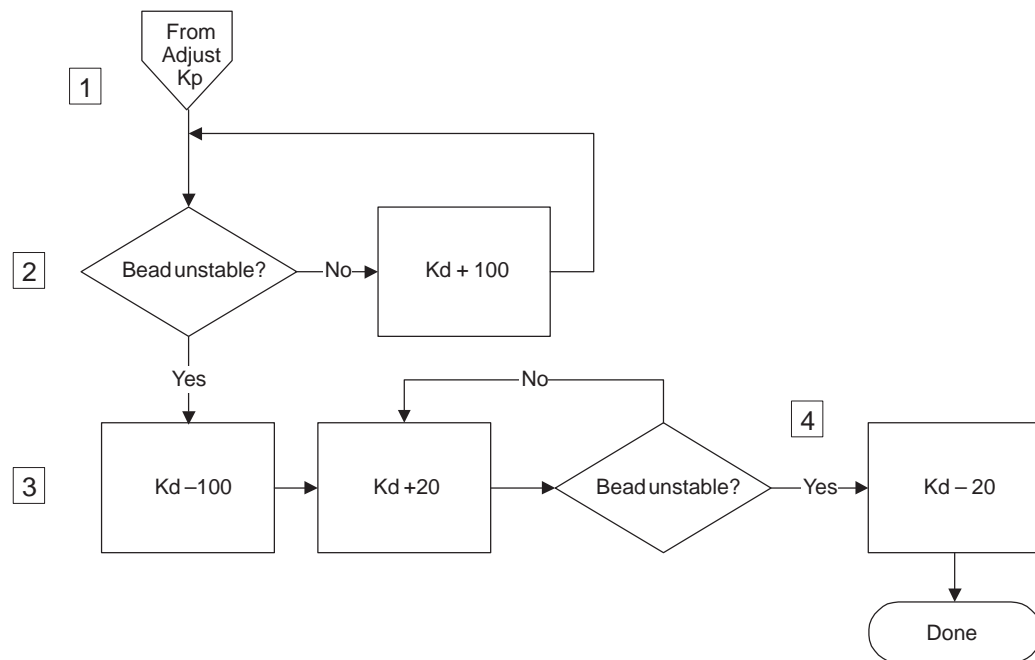 From
Adjust
Kp
1
2
Bead unstable?
No
Kd + 100
Yes
No
4
3
Kd –100
Kd +20
Bead unstable?
Yes
Kd – 20
Done